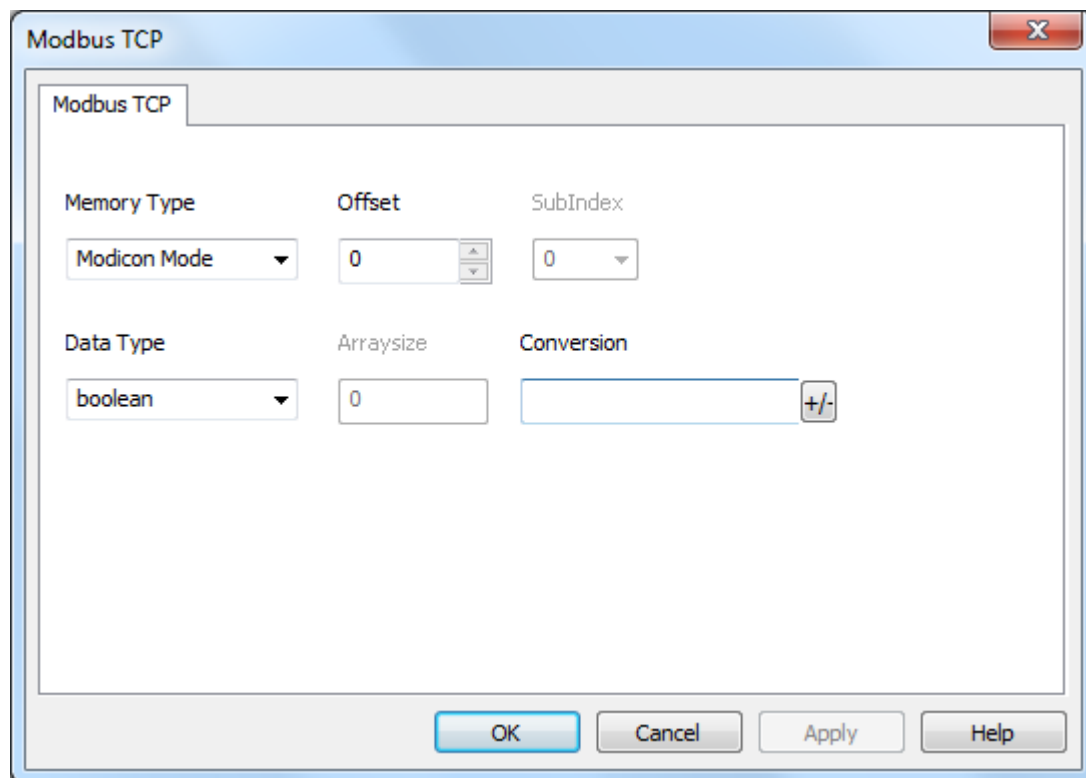 Modbus TCP
Modbus TCP
Memory Type Offset SubIndex
Modicon Mode 0 0
Data Type Arraysize Conversion
boolean 0 +/-
OK Cancel Apply Help